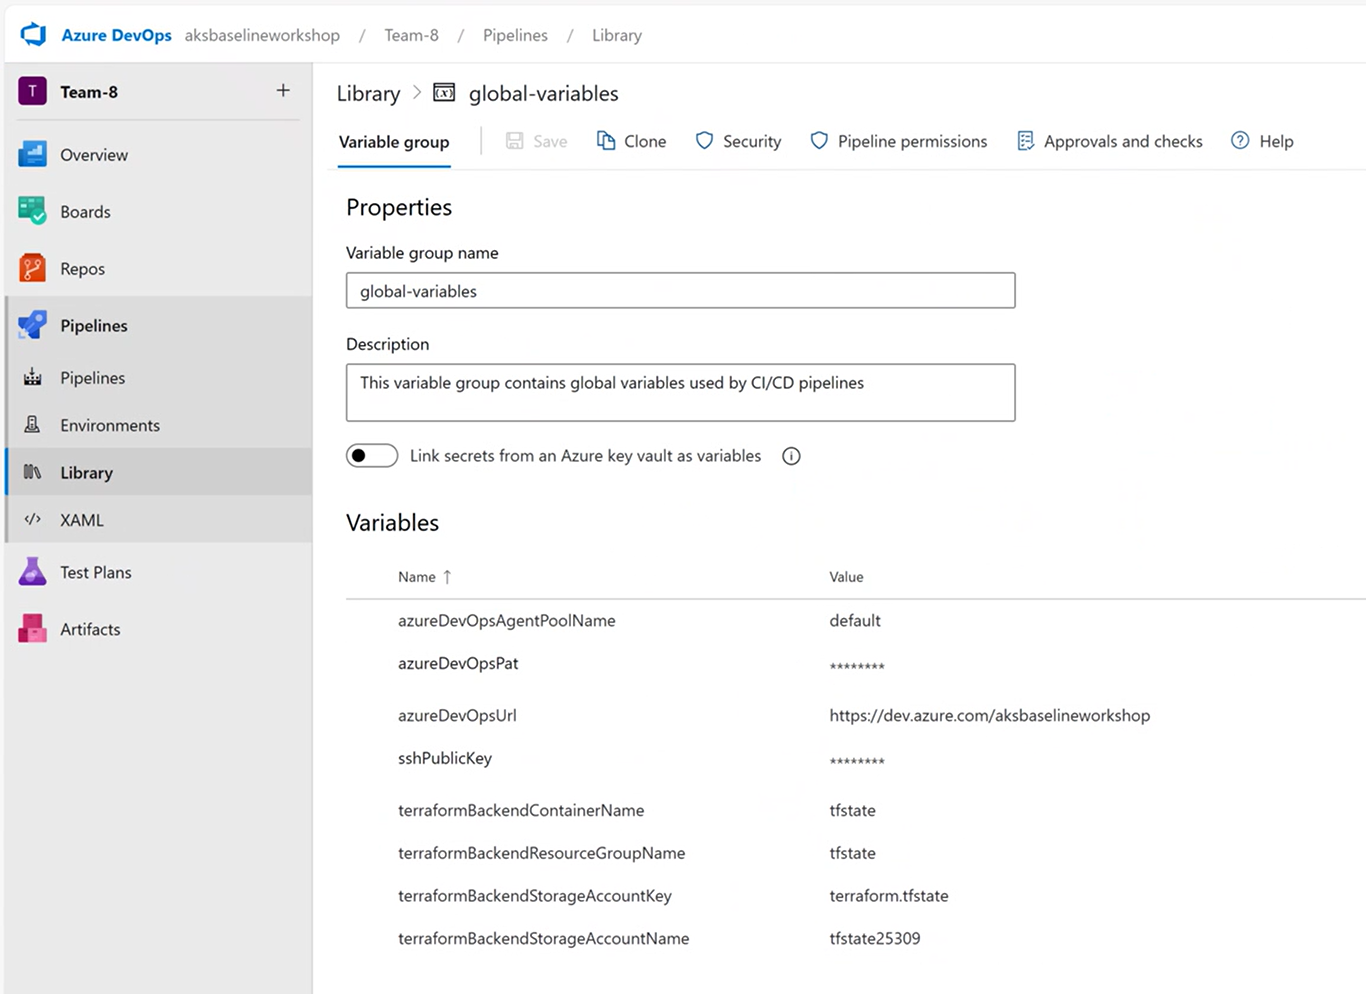 Azure DevOps aksbaselineworkshop / Team-8 / Pipelines / Library
T Team-8 +
Overview
Boards
Repos
Pipelines
Pipelines
Environments
Library
XAML
Test Plans
Artifacts
Library > global-variables
Variable group Save Clone Security Pipeline permissions Approvals and checks Help
Properties
Variable group name
global-variables
Description
This variable group contains global variables used by CI/CD pipelines
Link secrets from an Azure key vault as variables
Variables
Name ↑ Value
azureDevOpsAgentPoolName default
azureDevOpsPat ********
azureDevOpsUrl https://dev.azure.com/aksbaselineworkshop
sshPublicKey ********
terraformBackendContainerName tfstate
terraformBackendResourceGroupName tfstate
terraformBackendStorageAccountKey terraform.tfstate
terraformBackendStorageAccountName tfstate25309